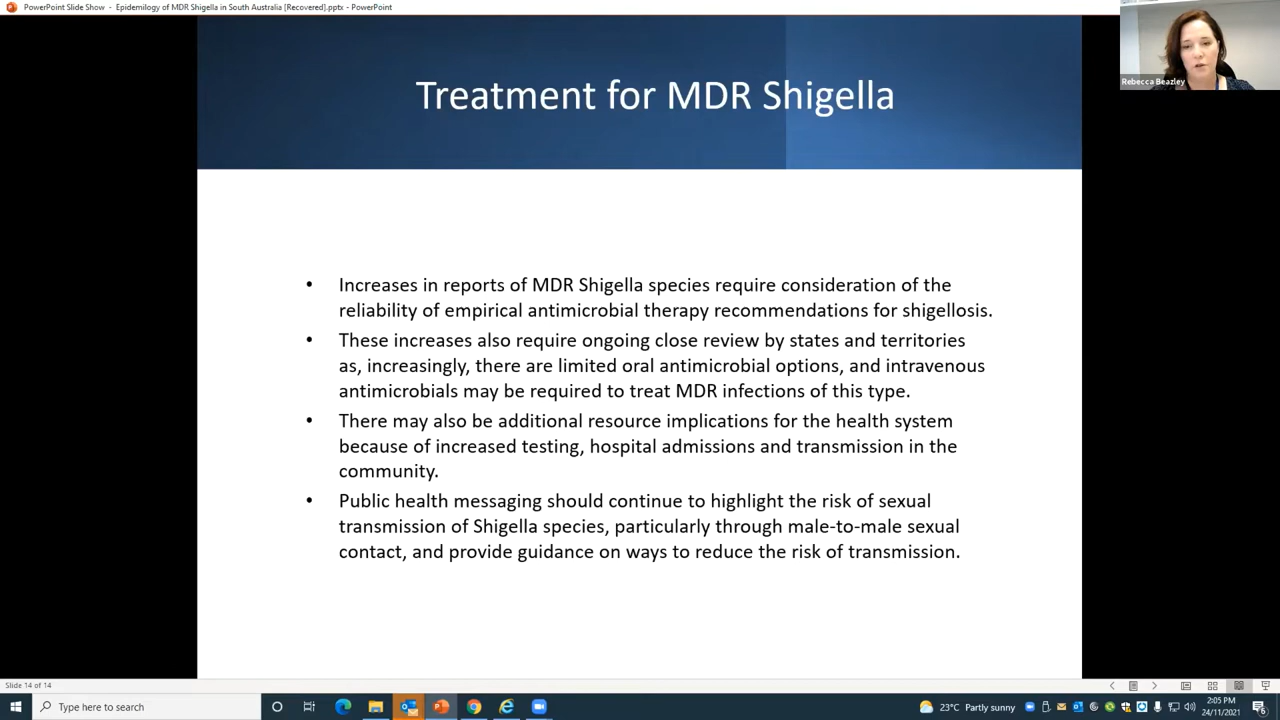 PowerPoint Slide Show - Epidemilogy of MDR Shigella in South Australia [Recovered].pptx - PowerPoint
Rebecca Beazley
Treatment for MDR Shigella
• Increases in reports of MDR Shigella species require consideration of the
reliability of empirical antimicrobial therapy recommendations for shigellosis.
• These increases also require ongoing close review by states and territories
as, increasingly, there are limited oral antimicrobial options, and intravenous
antimicrobials may be required to treat MDR infections of this type.
• There may also be additional resource implications for the health system
because of increased testing, hospital admissions and transmission in the
community.
• Public health messaging should continue to highlight the risk of sexual
transmission of Shigella species, particularly through male-to-male sexual
contact, and provide guidance on ways to reduce the risk of transmission.
Slide 14 of 14
Type here to search
23°C Partly sunny
2:05 PM
24/11/2021